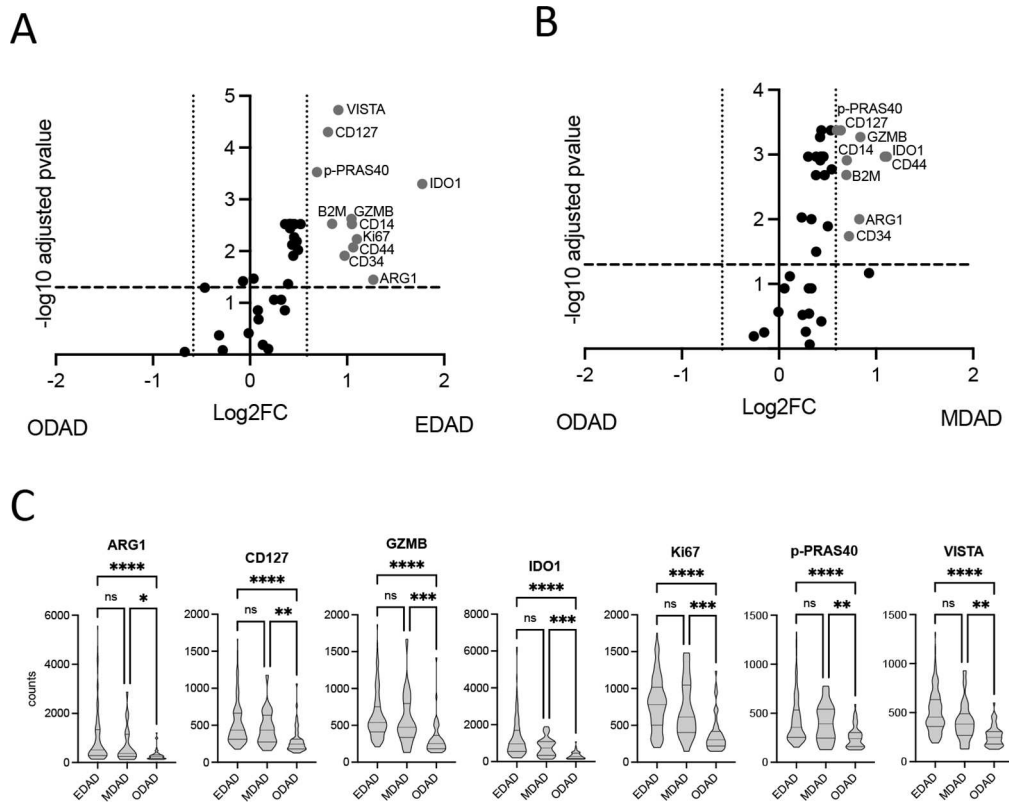 A
-log10 adjusted pvalue
5
4
3
2
1
VISTA
CD127
p-PRAS40
IDO1
B2M GZMB
CD14
Ki67
CD44
CD34
ARG1
-2 -1 0 1 2
Log2FC
ODAD EDAD
B
-log10 adjusted pvalue
4
3
2
1
p-PRAS40
CD127
GZMB
CD14 IDO1
CD44
B2M
ARG1
CD34
-2 -1 0 1 2
Log2FC
ODAD MDAD
C
ARG1
****
ns *
6000
4000
2000
0
counts
EDAD MDAD ODAD
CD127
****
ns **
2000
1500
1000
500
0
EDAD MDAD ODAD
GZMB
****
ns ***
2000
1500
1000
500
0
EDAD MDAD ODAD
IDO1
****
ns ***
8000
6000
4000
2000
0
EDAD MDAD ODAD
Ki67
****
ns ***
2000
1500
1000
500
0
EDAD MDAD ODAD
p-PRAS40
****
ns **
1500
1000
500
0
EDAD MDAD ODAD
VISTA
****
ns **
1500
1000
500
0
EDAD MDAD ODAD